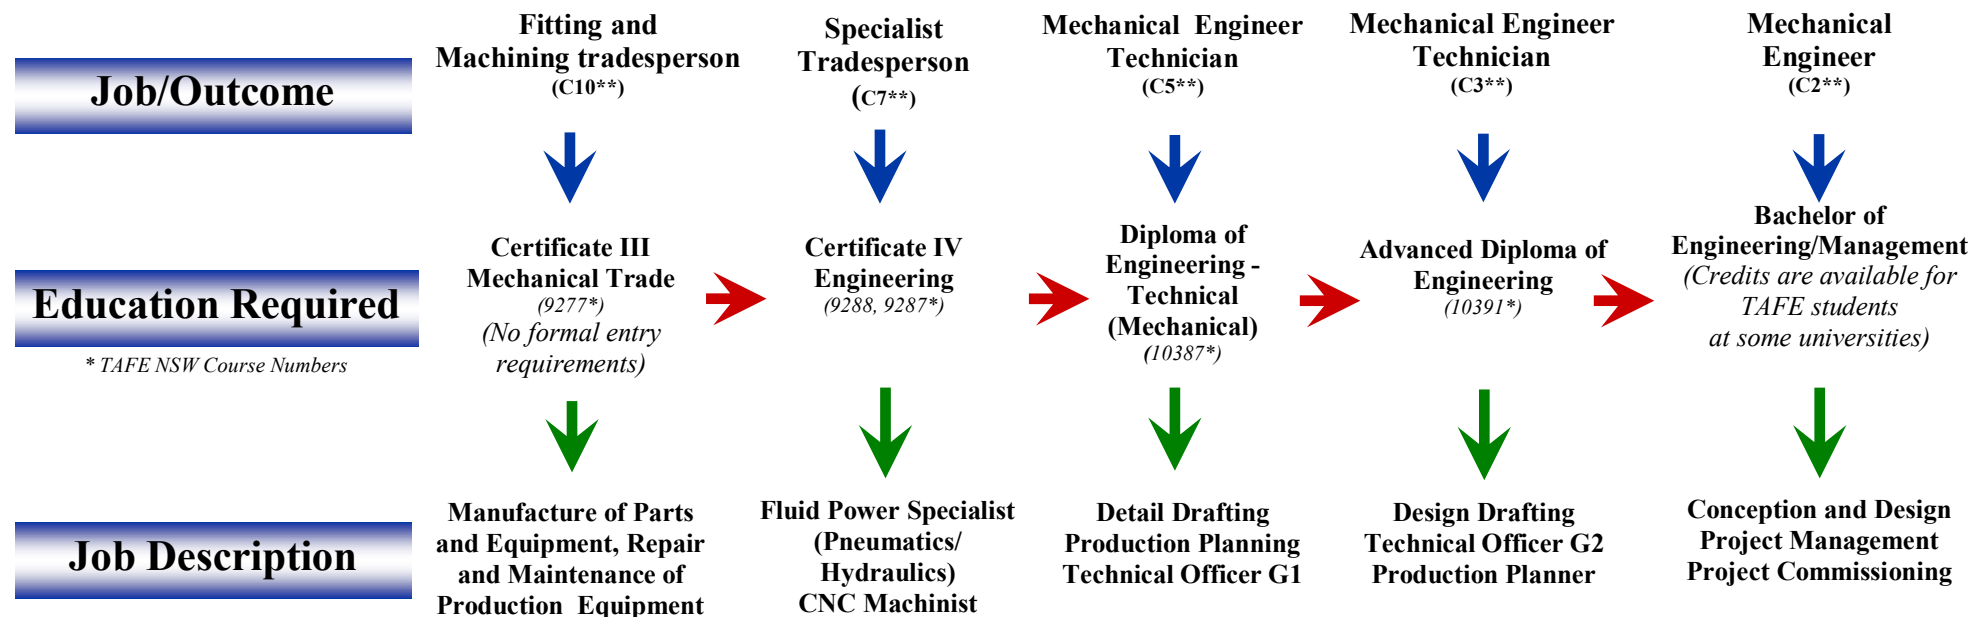 Job/Outcome
Fitting and
Machining tradesperson
(C10**)
Specialist
Tradesperson
(C7**)
Mechanical Engineer
Technician
(C5**)
Mechanical Engineer
Technician
(C3**)
Mechanical
Engineer
(C2**)
Education Required
* TAFE NSW Course Numbers
Certificate III
Mechanical Trade
(9277*)
(No formal entry
requirements)
Certificate IV
Engineering
(9288, 9287*)
Diploma of
Engineering -
Technical
(Mechanical)
(10387*)
Advanced Diploma of
Engineering
(10391*)
Bachelor of
Engineering/Management
(Credits are available for
TAFE students
at some universities)
Job Description
Manufacture of Parts
and Equipment, Repair
and Maintenance of
Production Equipment
Fluid Power Specialist
(Pneumatics/
Hydraulics)
CNC Machinist
Detail Drafting
Production Planning
Technical Officer G1
Design Drafting
Technical Officer G2
Production Planner
Conception and Design
Project Management
Project Commissioning